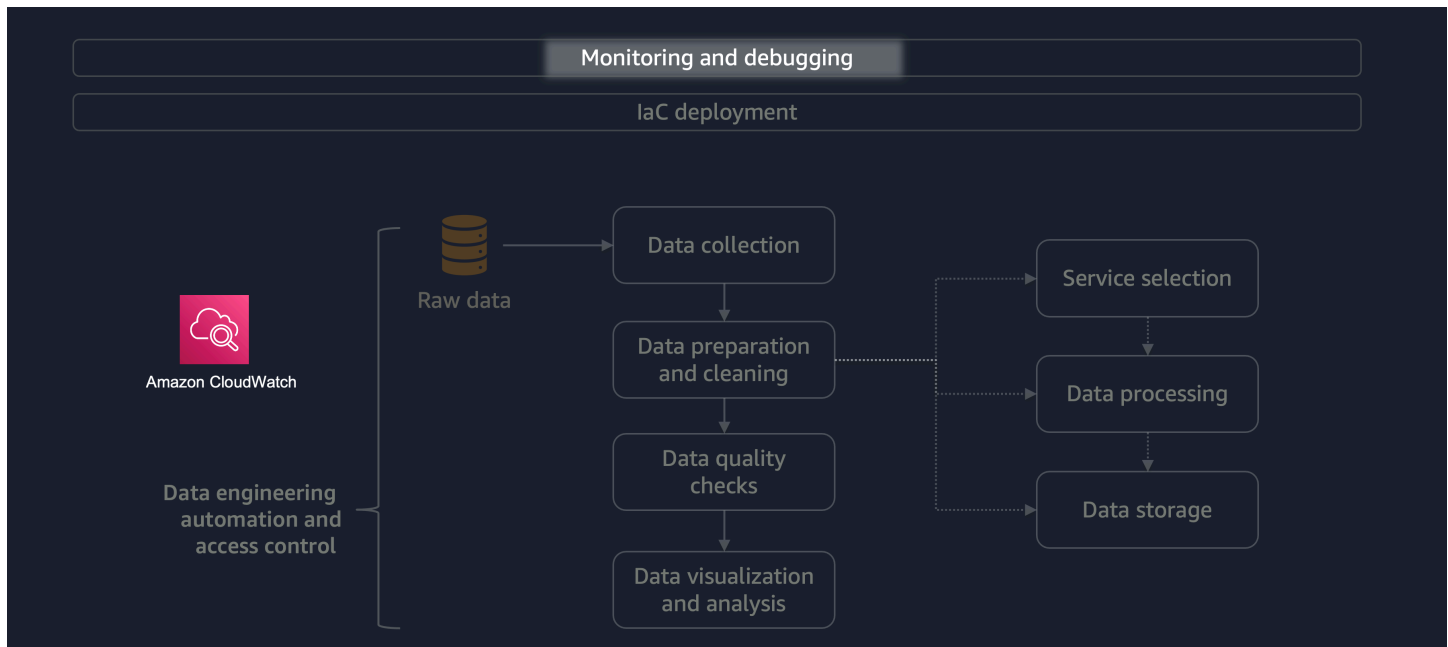 Monitoring and debugging
IaC deployment
Raw data
Data collection
Data preparation
and cleaning
Data quality
checks
Data visualization
and analysis
Service selection
Data processing
Data storage
Amazon CloudWatch
Data engineering
automation and
access control